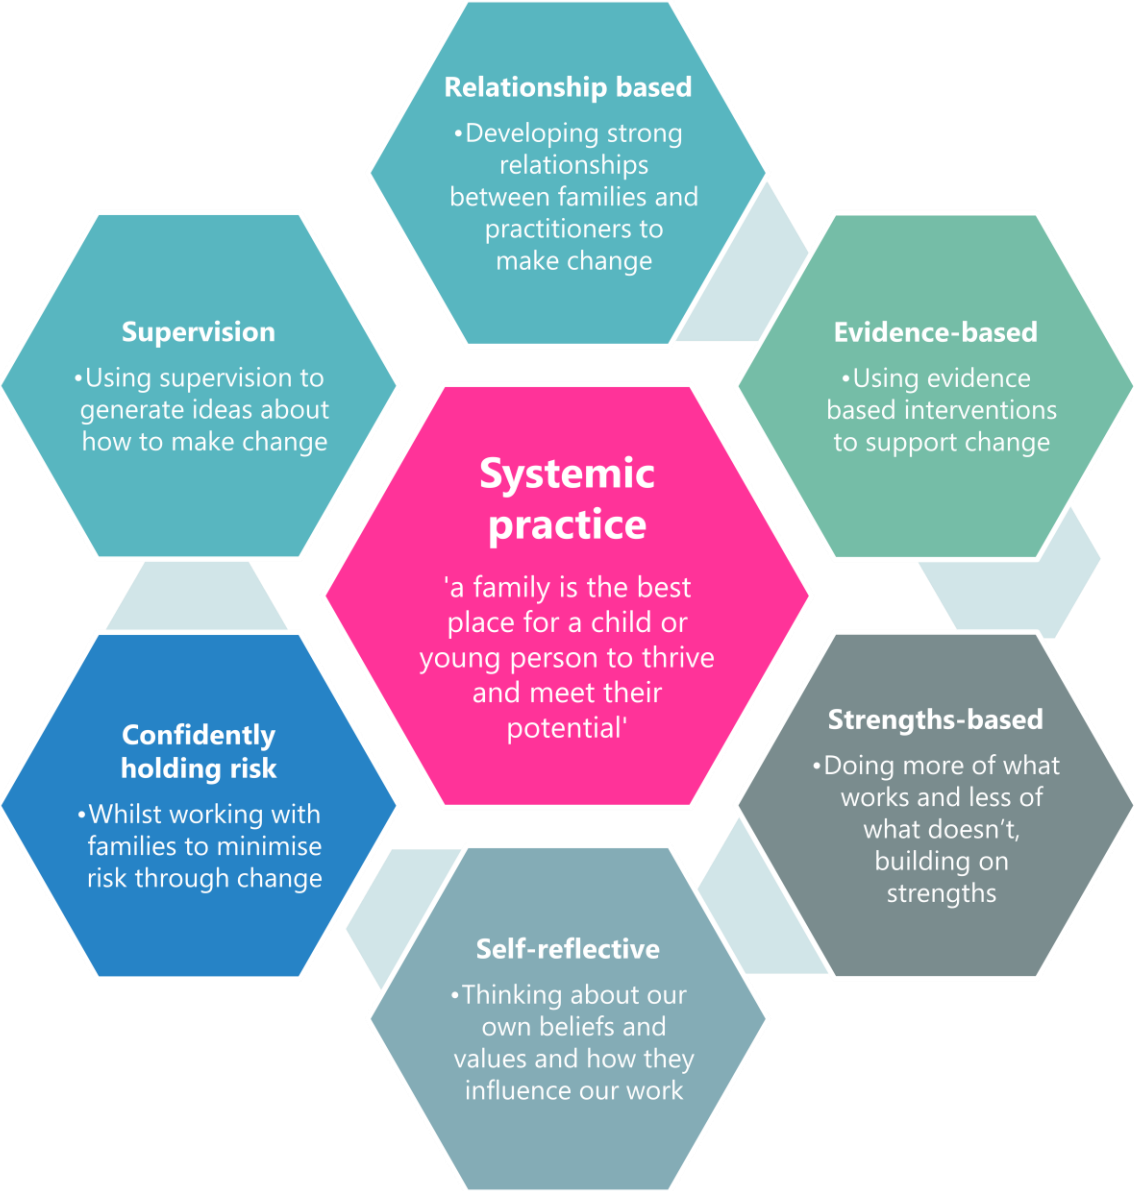 Relationship based
•Developing strong
relationships
between families and
practitioners to
make change
Evidence-based
•Using evidence
based interventions
to support change
Strengths-based
•Doing more of what
works and less of
what doesn’t,
building on
strengths
Self-reflective
•Thinking about our
own beliefs and
values and how they
influence our work
Confidently
holding risk
•Whilst working with
families to minimise
risk through change
Supervision
•Using supervision to
generate ideas about
how to make change
Systemic
practice
'a family is the best
place for a child or
young person to thrive
and meet their
potential'